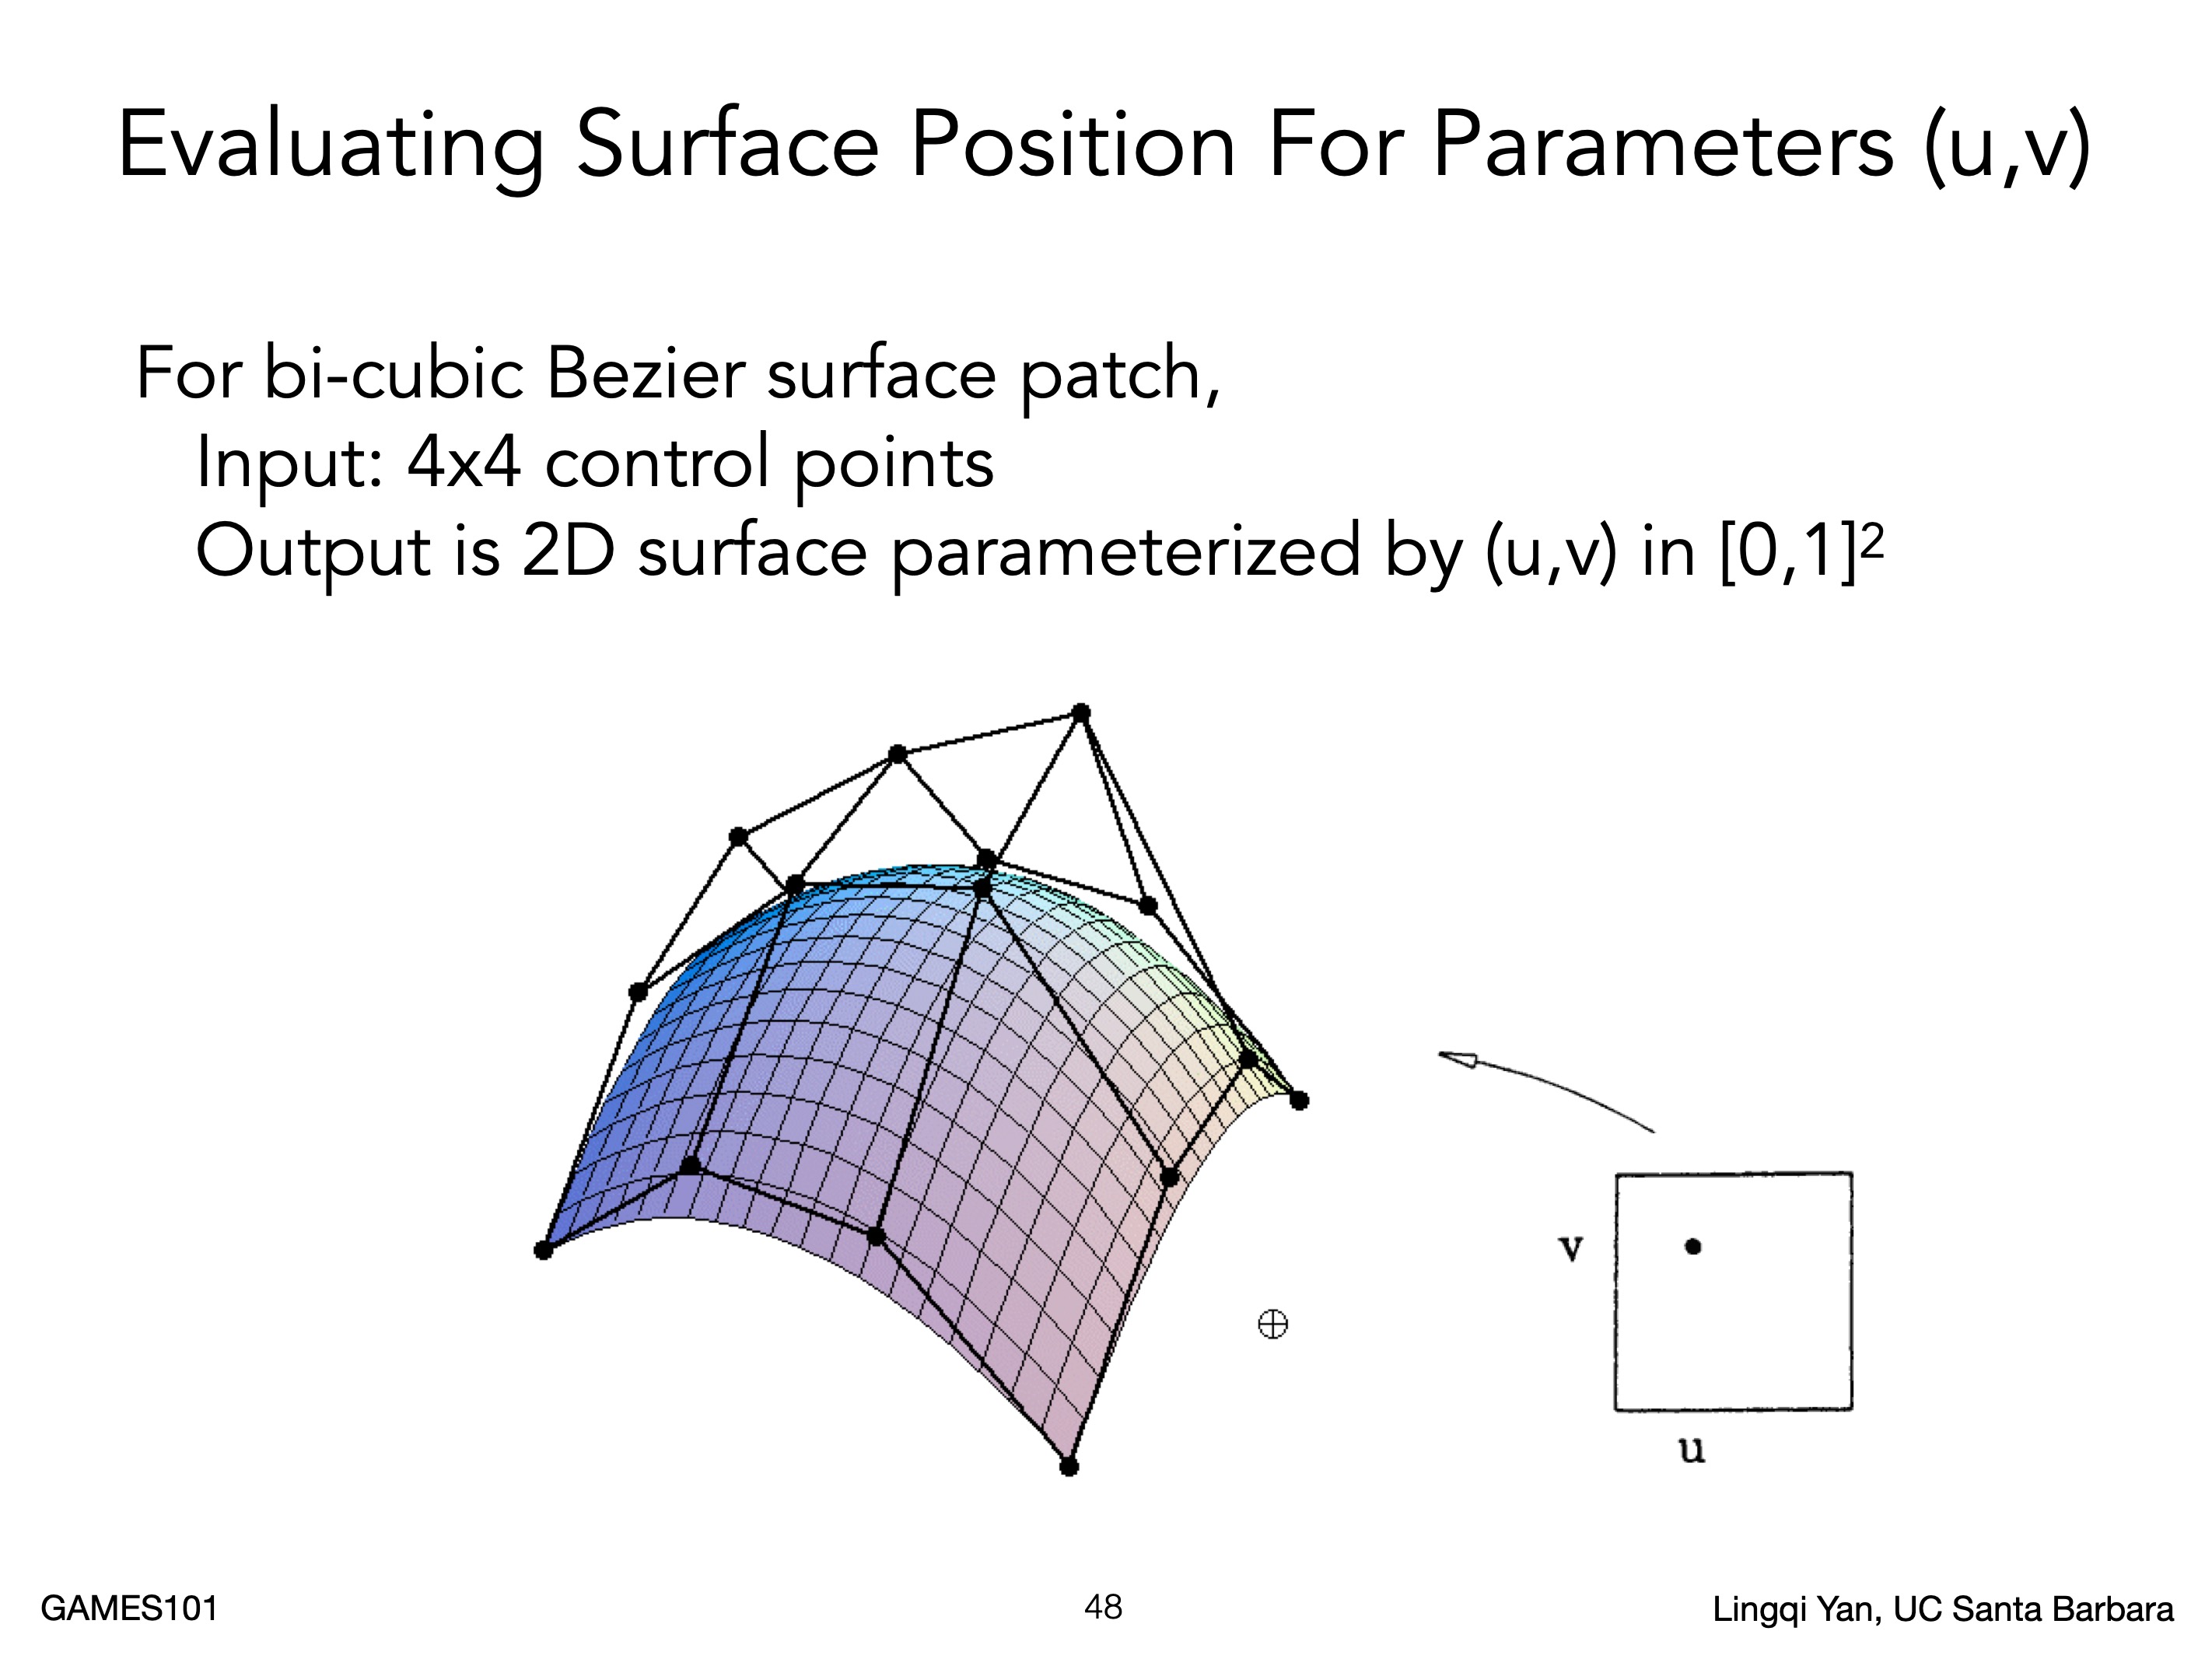 Evaluating Surface Position For Parameters (u,v)
For bi-cubic Bezier surface patch,
Input: 4x4 control points
Output is 2D surface parameterized by (u,v) in [0,1]²
v
u
GAMES101
48
Lingqi Yan, UC Santa Barbara